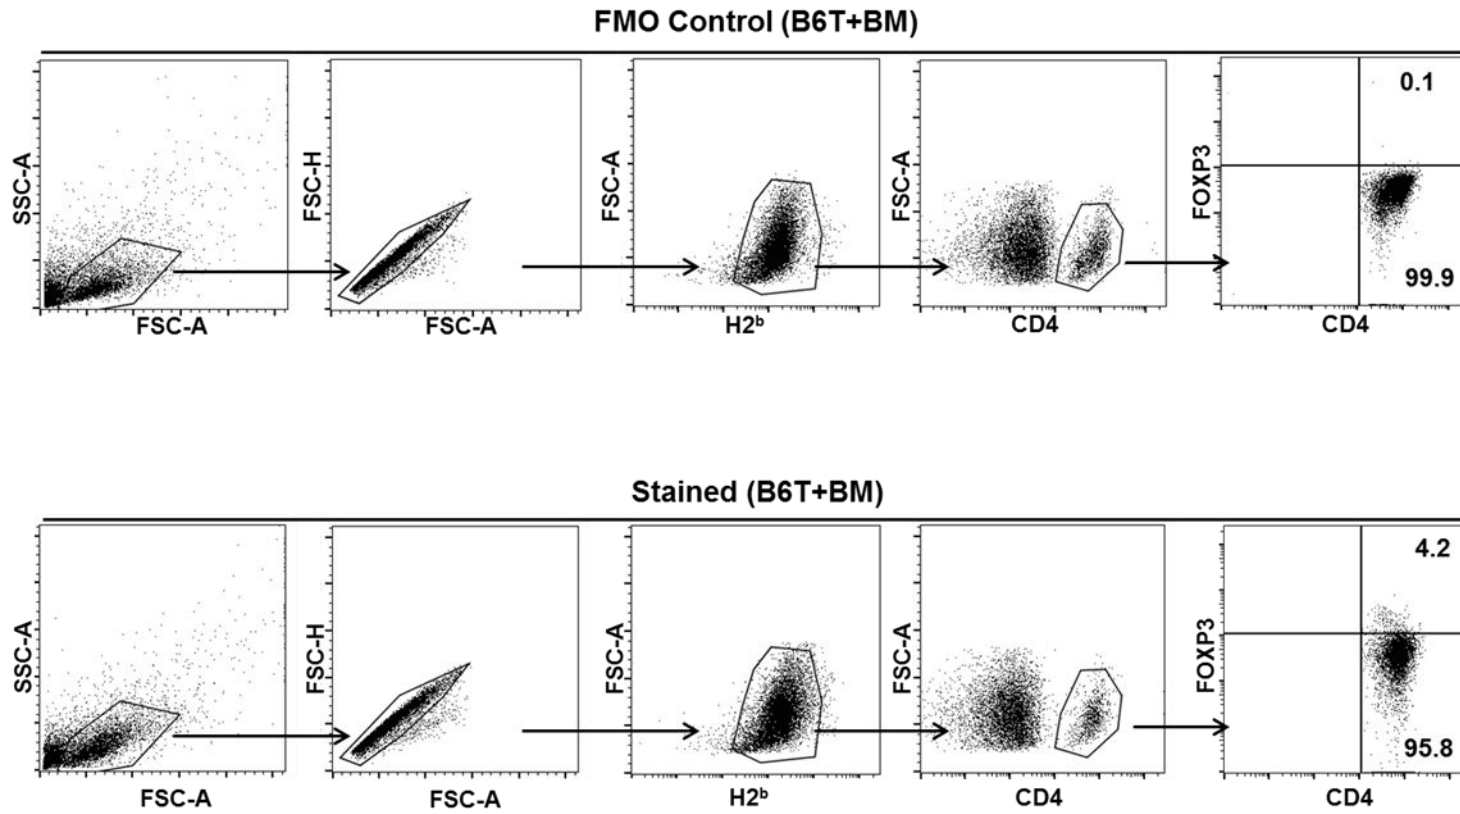 FMO Control (B6T+BM)
SSC-A
FSC-A
FSC-H
FSC-A
FSC-A
H2ᵇ
FSC-A
CD4
FOXP3
0.1
99.9
CD4
Stained (B6T+BM)
SSC-A
FSC-A
FSC-H
FSC-A
FSC-A
H2ᵇ
FSC-A
CD4
FOXP3
4.2
95.8
CD4